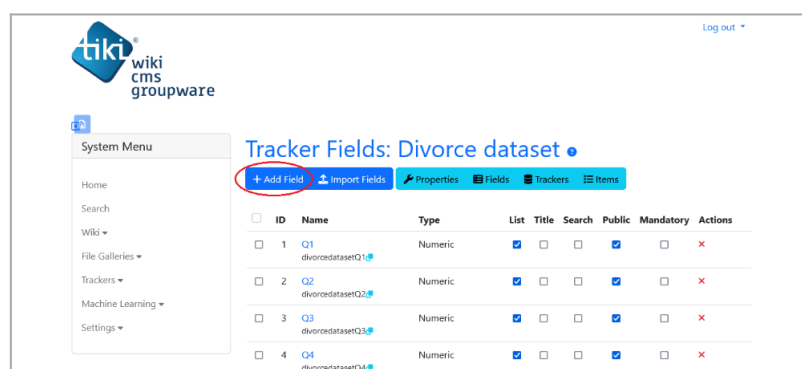 Log out
tiki®
wiki
cms
groupware
System Menu
Home
Search
Wiki
File Galleries
Trackers
Machine Learning
Settings
Tracker Fields: Divorce dataset
+ Add Field Import Fields Properties Fields Trackers Items
ID Name Type List Title Search Public Mandatory Actions
1 Q1 Numeric
divorcedatasetQ1
2 Q2 Numeric
divorcedatasetQ2
3 Q3 Numeric
divorcedatasetQ3
4 Q4 Numeric
divorcedatasetQ4